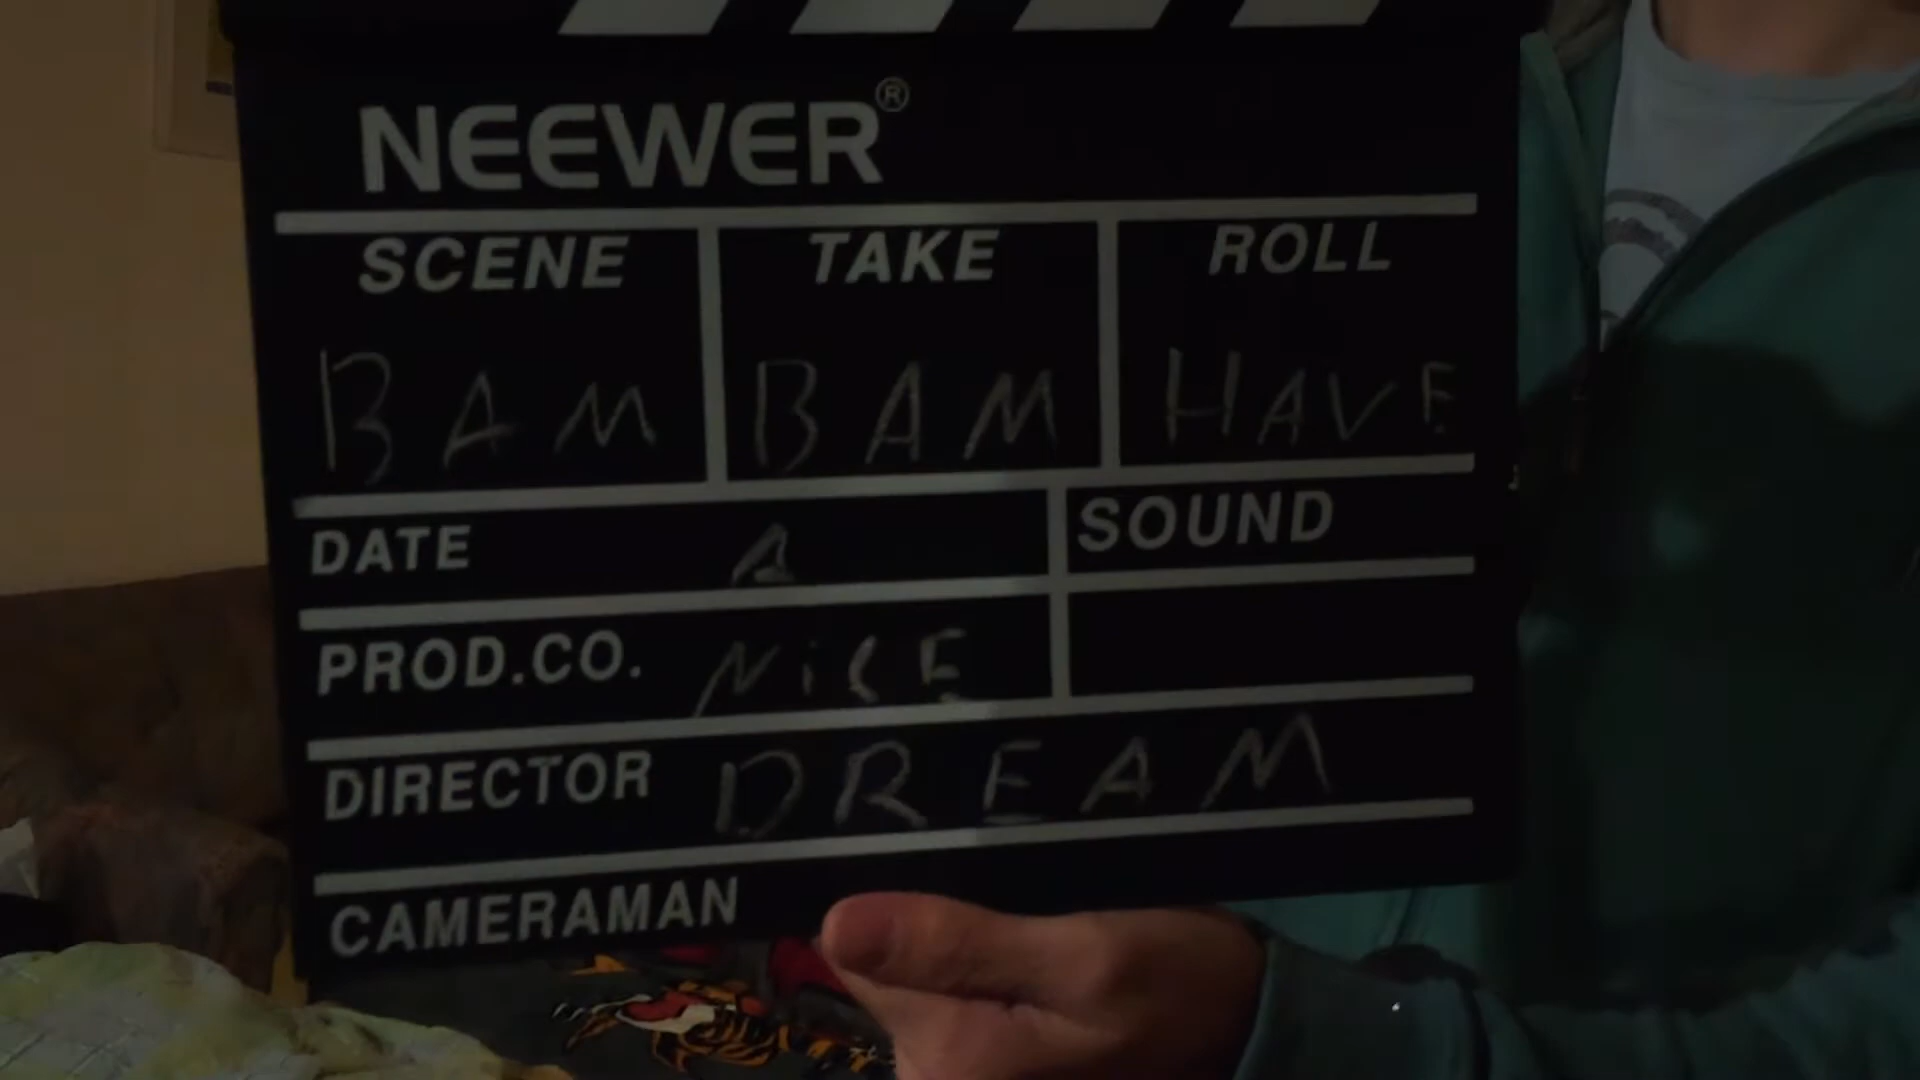 NEEWER®
SCENE TAKE ROLL
BAM BAM HAVE
DATE A SOUND
PROD.CO. NiCE
DIRECTOR DREAM
CAMERAMAN